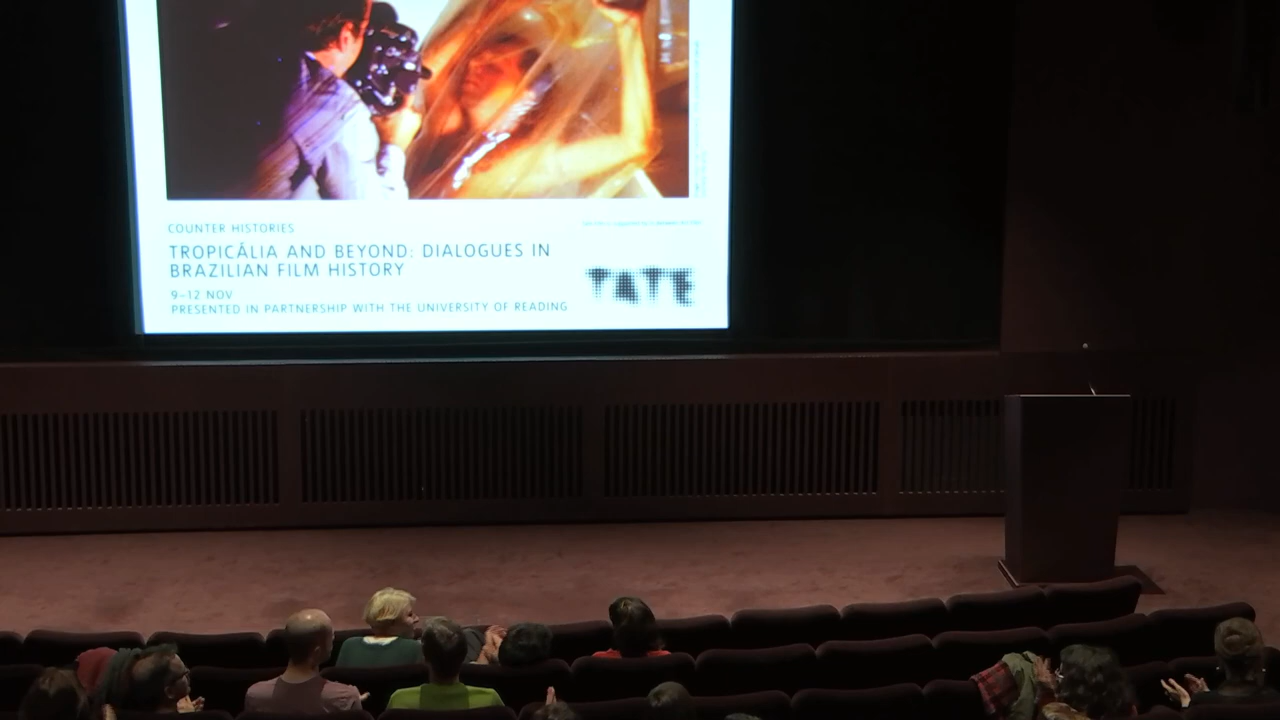 COUNTER HISTORIES
TROPICÁLIA AND BEYOND: DIALOGUES IN
BRAZILIAN FILM HISTORY
9–12 NOV
PRESENTED IN PARTNERSHIP WITH THE UNIVERSITY OF READING
TATE